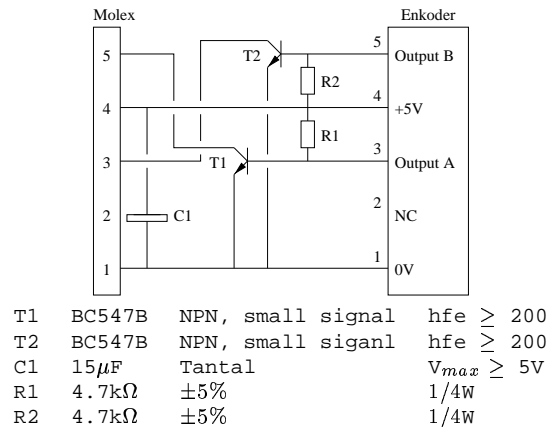 Molex Enkoder
5 T2 5 Output B
R2
4 4 +5V
R1
3 T1 3 Output A
2 C1 2 NC
1 1 0V
T1 BC547B NPN, small signal hfe ≥ 200
T2 BC547B NPN, small siganl hfe ≥ 200
C1 15μF Tantal Vmax ≥ 5V
R1 4.7kΩ ±5% 1/4W
R2 4.7kΩ ±5% 1/4W